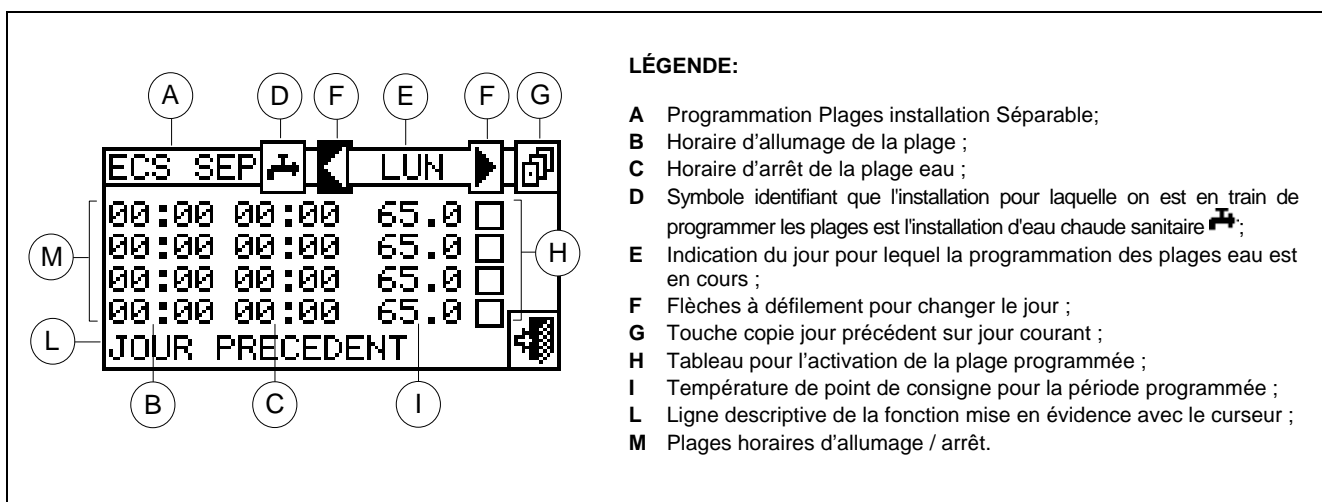 A D F E F G
ECS SEP LUN
00:00 00:00 65.0
00:00 00:00 65.0
00:00 00:00 65.0
00:00 00:00 65.0
JOUR PRECEDENT
M
H
L
B C I
LÉGENDE:
A Programmation Plages installation Séparable;
B Horaire d'allumage de la plage ;
C Horaire d'arrêt de la plage eau ;
D Symbole identifiant que l'installation pour laquelle on est en train de
programmer les plages est l'installation d'eau chaude sanitaire ;
E Indication du jour pour lequel la programmation des plages eau est
en cours ;
F Flèches à défilement pour changer le jour ;
G Touche copie jour précédent sur jour courant ;
H Tableau pour l'activation de la plage programmée ;
I Température de point de consigne pour la période programmée ;
L Ligne descriptive de la fonction mise en évidence avec le curseur ;
M Plages horaires d'allumage / arrêt.